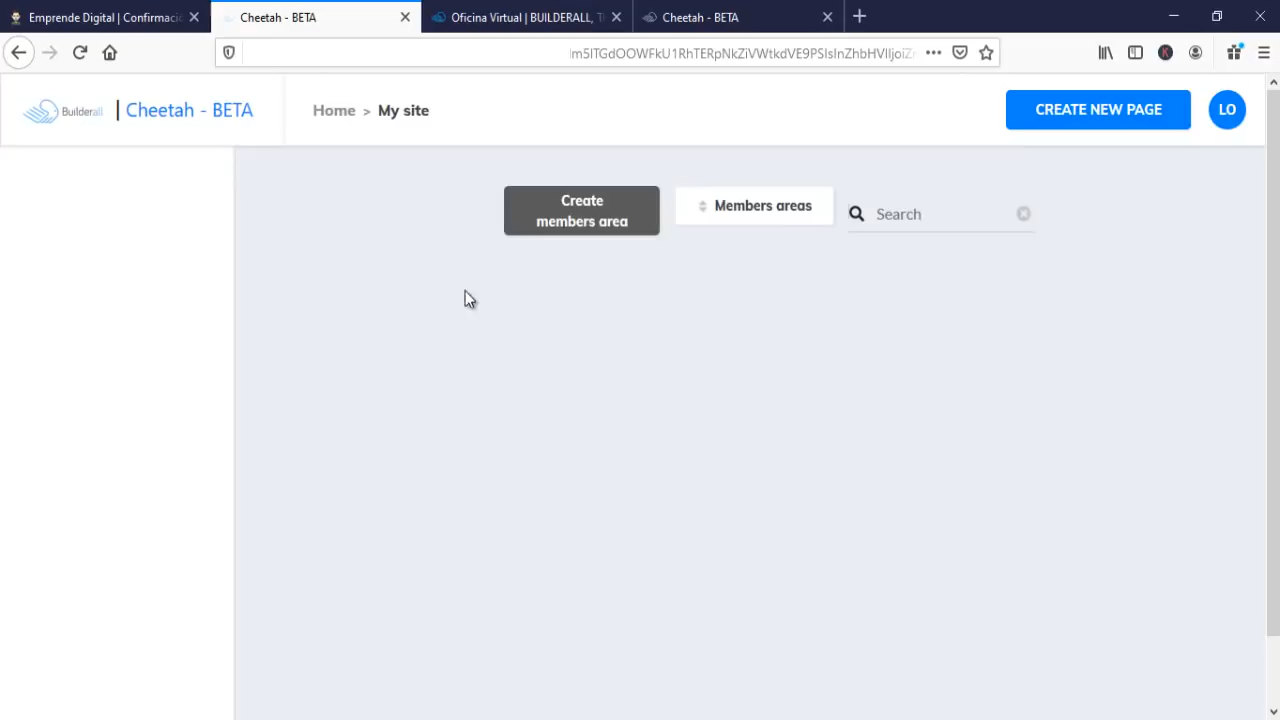 Emprende Digital | Confirmaci
Cheetah - BETA
Oficina Virtual | BUILDERALL, T
Cheetah - BETA
Builderall
Cheetah - BETA
Home > My site
CREATE NEW PAGE
LO
Create
members area
Members areas
Search